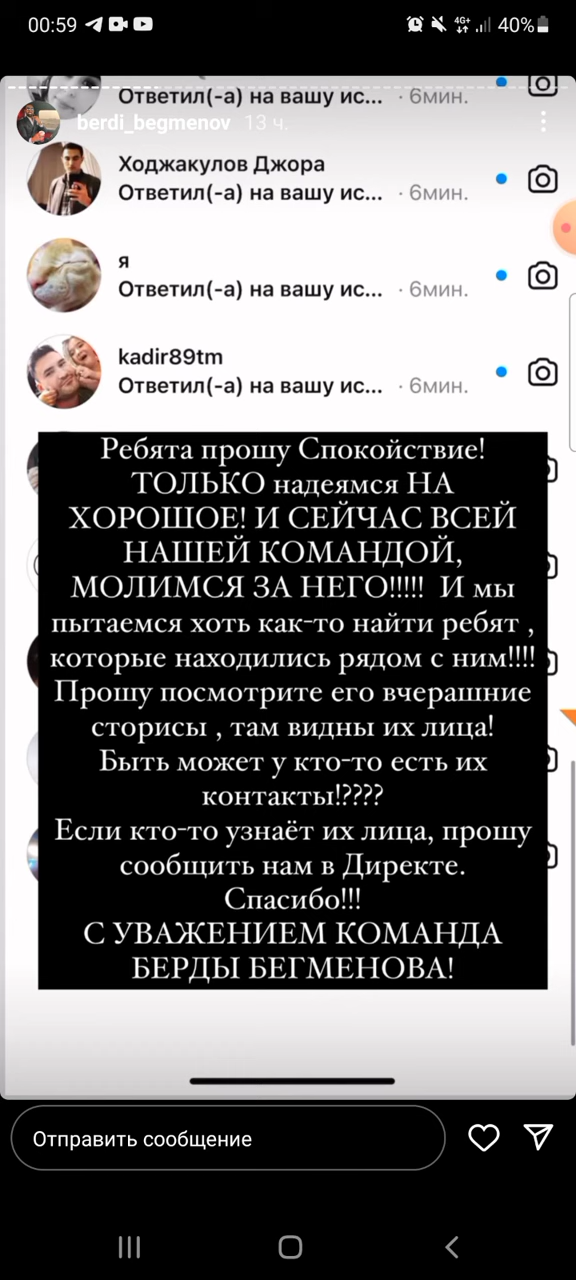 00:59
4G+
40%
Ответил(-а) на вашу ис... · 6мин.
berdi_begmenov 13 ч.
Ходжакулов Джора
Ответил(-а) на вашу ис... · 6мин.
я
Ответил(-а) на вашу ис... · 6мин.
kadir89tm
Ответил(-а) на вашу ис... · 6мин.
Ребята прошу Спокойствие!
ТОЛЬКО надеямся НА
ХОРОШОЕ! И СЕЙЧАС ВСЕЙ
НАШЕЙ КОМАНДОЙ,
МОЛИМСЯ ЗА НЕГО!!!!! И мы
пытаемся хоть как-то найти ребят ,
которые находились рядом с ним!!!!
Прошу посмотрите его вчерашние
сторисы , там видны их лица!
Быть может у кто-то есть их
контакты!????
Если кто-то узнаёт их лица, прошу
сообщить нам в Директе.
Спасибо!!!
С УВАЖЕНИЕМ КОМАНДА
БЕРДЫ БЕГМЕНОВА!
Отправить сообщение